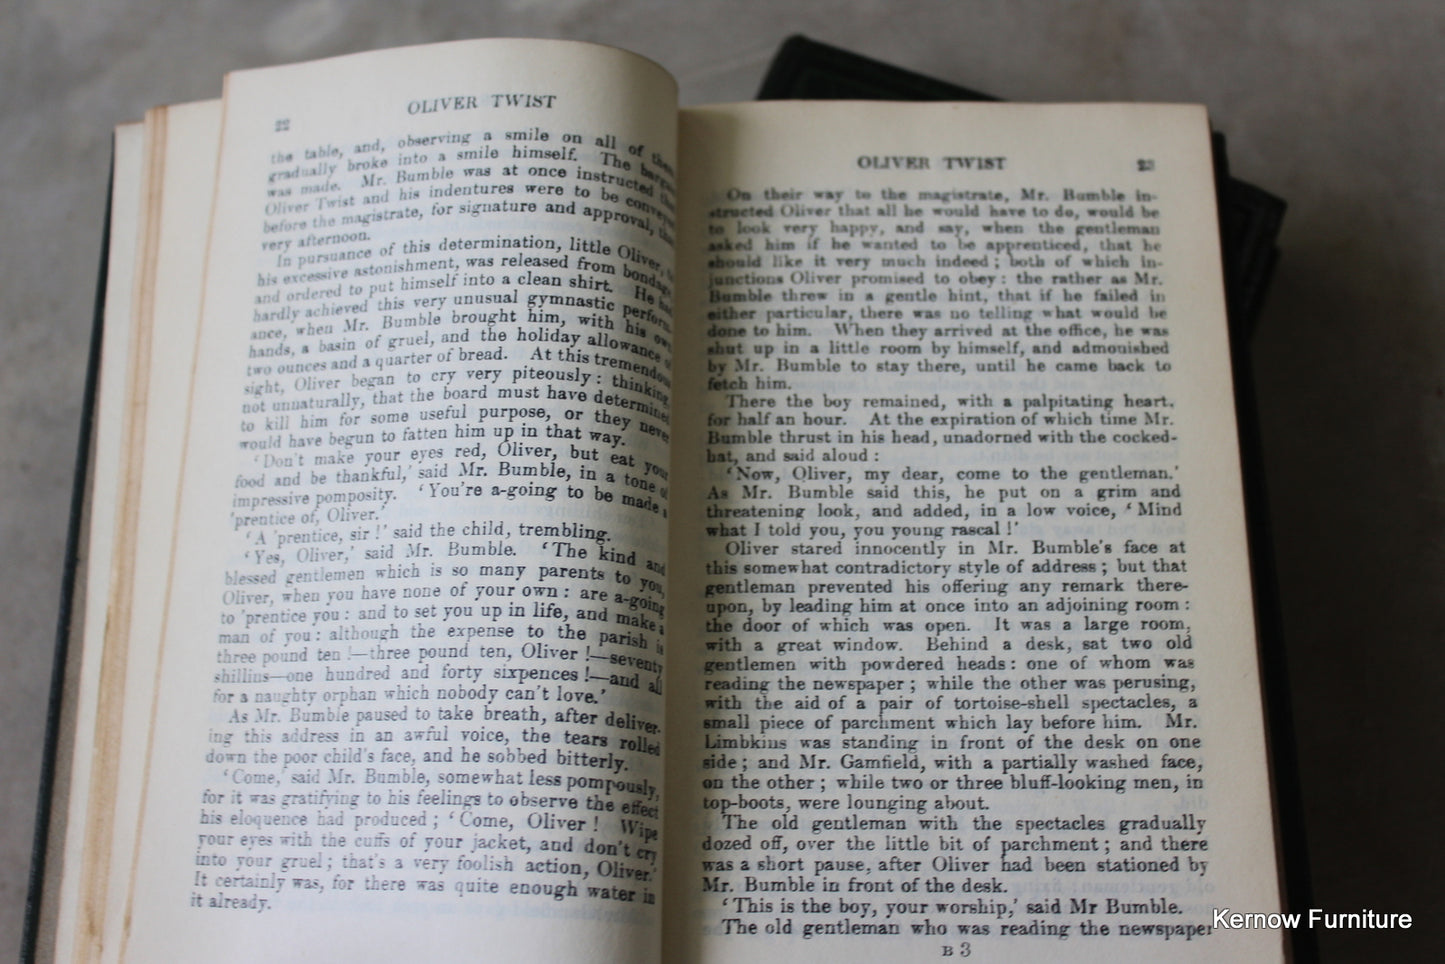 22
OLIVER TWIST
the table, and, observing a smile on all of them
gradually broke into a smile himself. The bargain
was made. Mr. Bumble was at once instructed that
Oliver Twist and his indentures were to be conveyed
before the magistrate, for signature and approval, that
very afternoon.
In pursuance of this determination, little Oliver, to
his excessive astonishment, was released from bondage,
and ordered to put himself into a clean shirt. He had
hardly achieved this very unusual gymnastic perform-
ance, when Mr. Bumble brought him, with his own
hands, a basin of gruel, and the holiday allowance of
two ounces and a quarter of bread. At this tremendous
sight, Oliver began to cry very piteously: thinking,
not unnaturally, that the board must have determined
to kill him for some useful purpose, or they never
would have begun to fatten him up in that way.
‘Don't make your eyes red, Oliver, but eat your
food and be thankful,’ said Mr. Bumble, in a tone of
impressive pomposity. ‘You're a-going to be made a
'prentice of, Oliver.’
‘A 'prentice, sir!’ said the child, trembling.
‘Yes, Oliver,’ said Mr. Bumble. ‘The kind and
blessed gentlemen which is so many parents to you,
Oliver, when you have none of your own: are a-going
to 'prentice you: and to set you up in life, and make a
man of you: although the expense to the parish is
three pound ten!—three pound ten, Oliver!—seventy
shillins—one hundred and forty sixpences!—and all
for a naughty orphan which nobody can't love.’
As Mr. Bumble paused to take breath, after deliver-
ing this address in an awful voice, the tears rolled
down the poor child's face, and he sobbed bitterly.
‘Come,’ said Mr. Bumble, somewhat less pompously,
for it was gratifying to his feelings to observe the effect
his eloquence had produced; ‘Come, Oliver! Wipe
your eyes with the cuffs of your jacket, and don't cry
into your gruel; that's a very foolish action, Oliver.’
It certainly was, for there was quite enough water in
it already.
OLIVER TWIST
23
On their way to the magistrate, Mr. Bumble in-
structed Oliver that all he would have to do, would be
to look very happy, and say, when the gentleman
asked him if he wanted to be apprenticed, that he
should like it very much indeed; both of which in-
junctions Oliver promised to obey: the rather as Mr.
Bumble threw in a gentle hint, that if he failed in
either particular, there was no telling what would be
done to him. When they arrived at the office, he was
shut up in a little room by himself, and admonished
by Mr. Bumble to stay there, until he came back to
fetch him.
There the boy remained, with a palpitating heart,
for half an hour. At the expiration of which time Mr.
Bumble thrust in his head, unadorned with the cocked-
hat, and said aloud:
‘Now, Oliver, my dear, come to the gentleman.’
As Mr. Bumble said this, he put on a grim and
threatening look, and added, in a low voice, ‘Mind
what I told you, you young rascal!’
Oliver stared innocently in Mr. Bumble's face at
this somewhat contradictory style of address; but that
gentleman prevented his offering any remark there-
upon, by leading him at once into an adjoining room:
the door of which was open. It was a large room,
with a great window. Behind a desk, sat two old
gentlemen with powdered heads: one of whom was
reading the newspaper; while the other was perusing,
with the aid of a pair of tortoise-shell spectacles, a
small piece of parchment which lay before him. Mr.
Limbkins was standing in front of the desk on one
side; and Mr. Gamfield, with a partially washed face,
on the other; while two or three bluff-looking men, in
top-boots, were lounging about.
The old gentleman with the spectacles gradually
dozed off, over the little bit of parchment; and there
was a short pause, after Oliver had been stationed by
Mr. Bumble in front of the desk.
‘This is the boy, your worship,’ said Mr Bumble.
The old gentleman who was reading the newspaper
B 3
Kernow Furniture